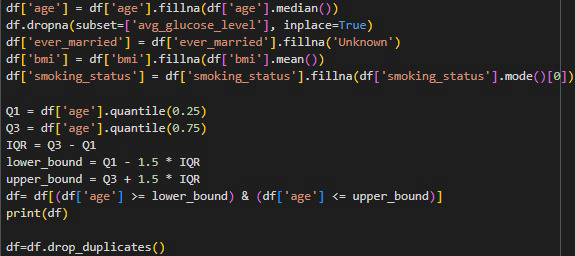 df['age'] = df['age'].fillna(df['age'].median())
df.dropna(subset=['avg_glucose_level'], inplace=True)
df['ever_married'] = df['ever_married'].fillna('Unknown')
df['bmi'] = df['bmi'].fillna(df['bmi'].mean())
df['smoking_status'] = df['smoking_status'].fillna(df['smoking_status'].mode()[0])
Q1 = df['age'].quantile(0.25)
Q3 = df['age'].quantile(0.75)
IQR = Q3 - Q1
lower_bound = Q1 - 1.5 * IQR
upper_bound = Q3 + 1.5 * IQR
df= df[(df['age'] >= lower_bound) & (df['age'] <= upper_bound)]
print(df)
df=df.drop_duplicates()